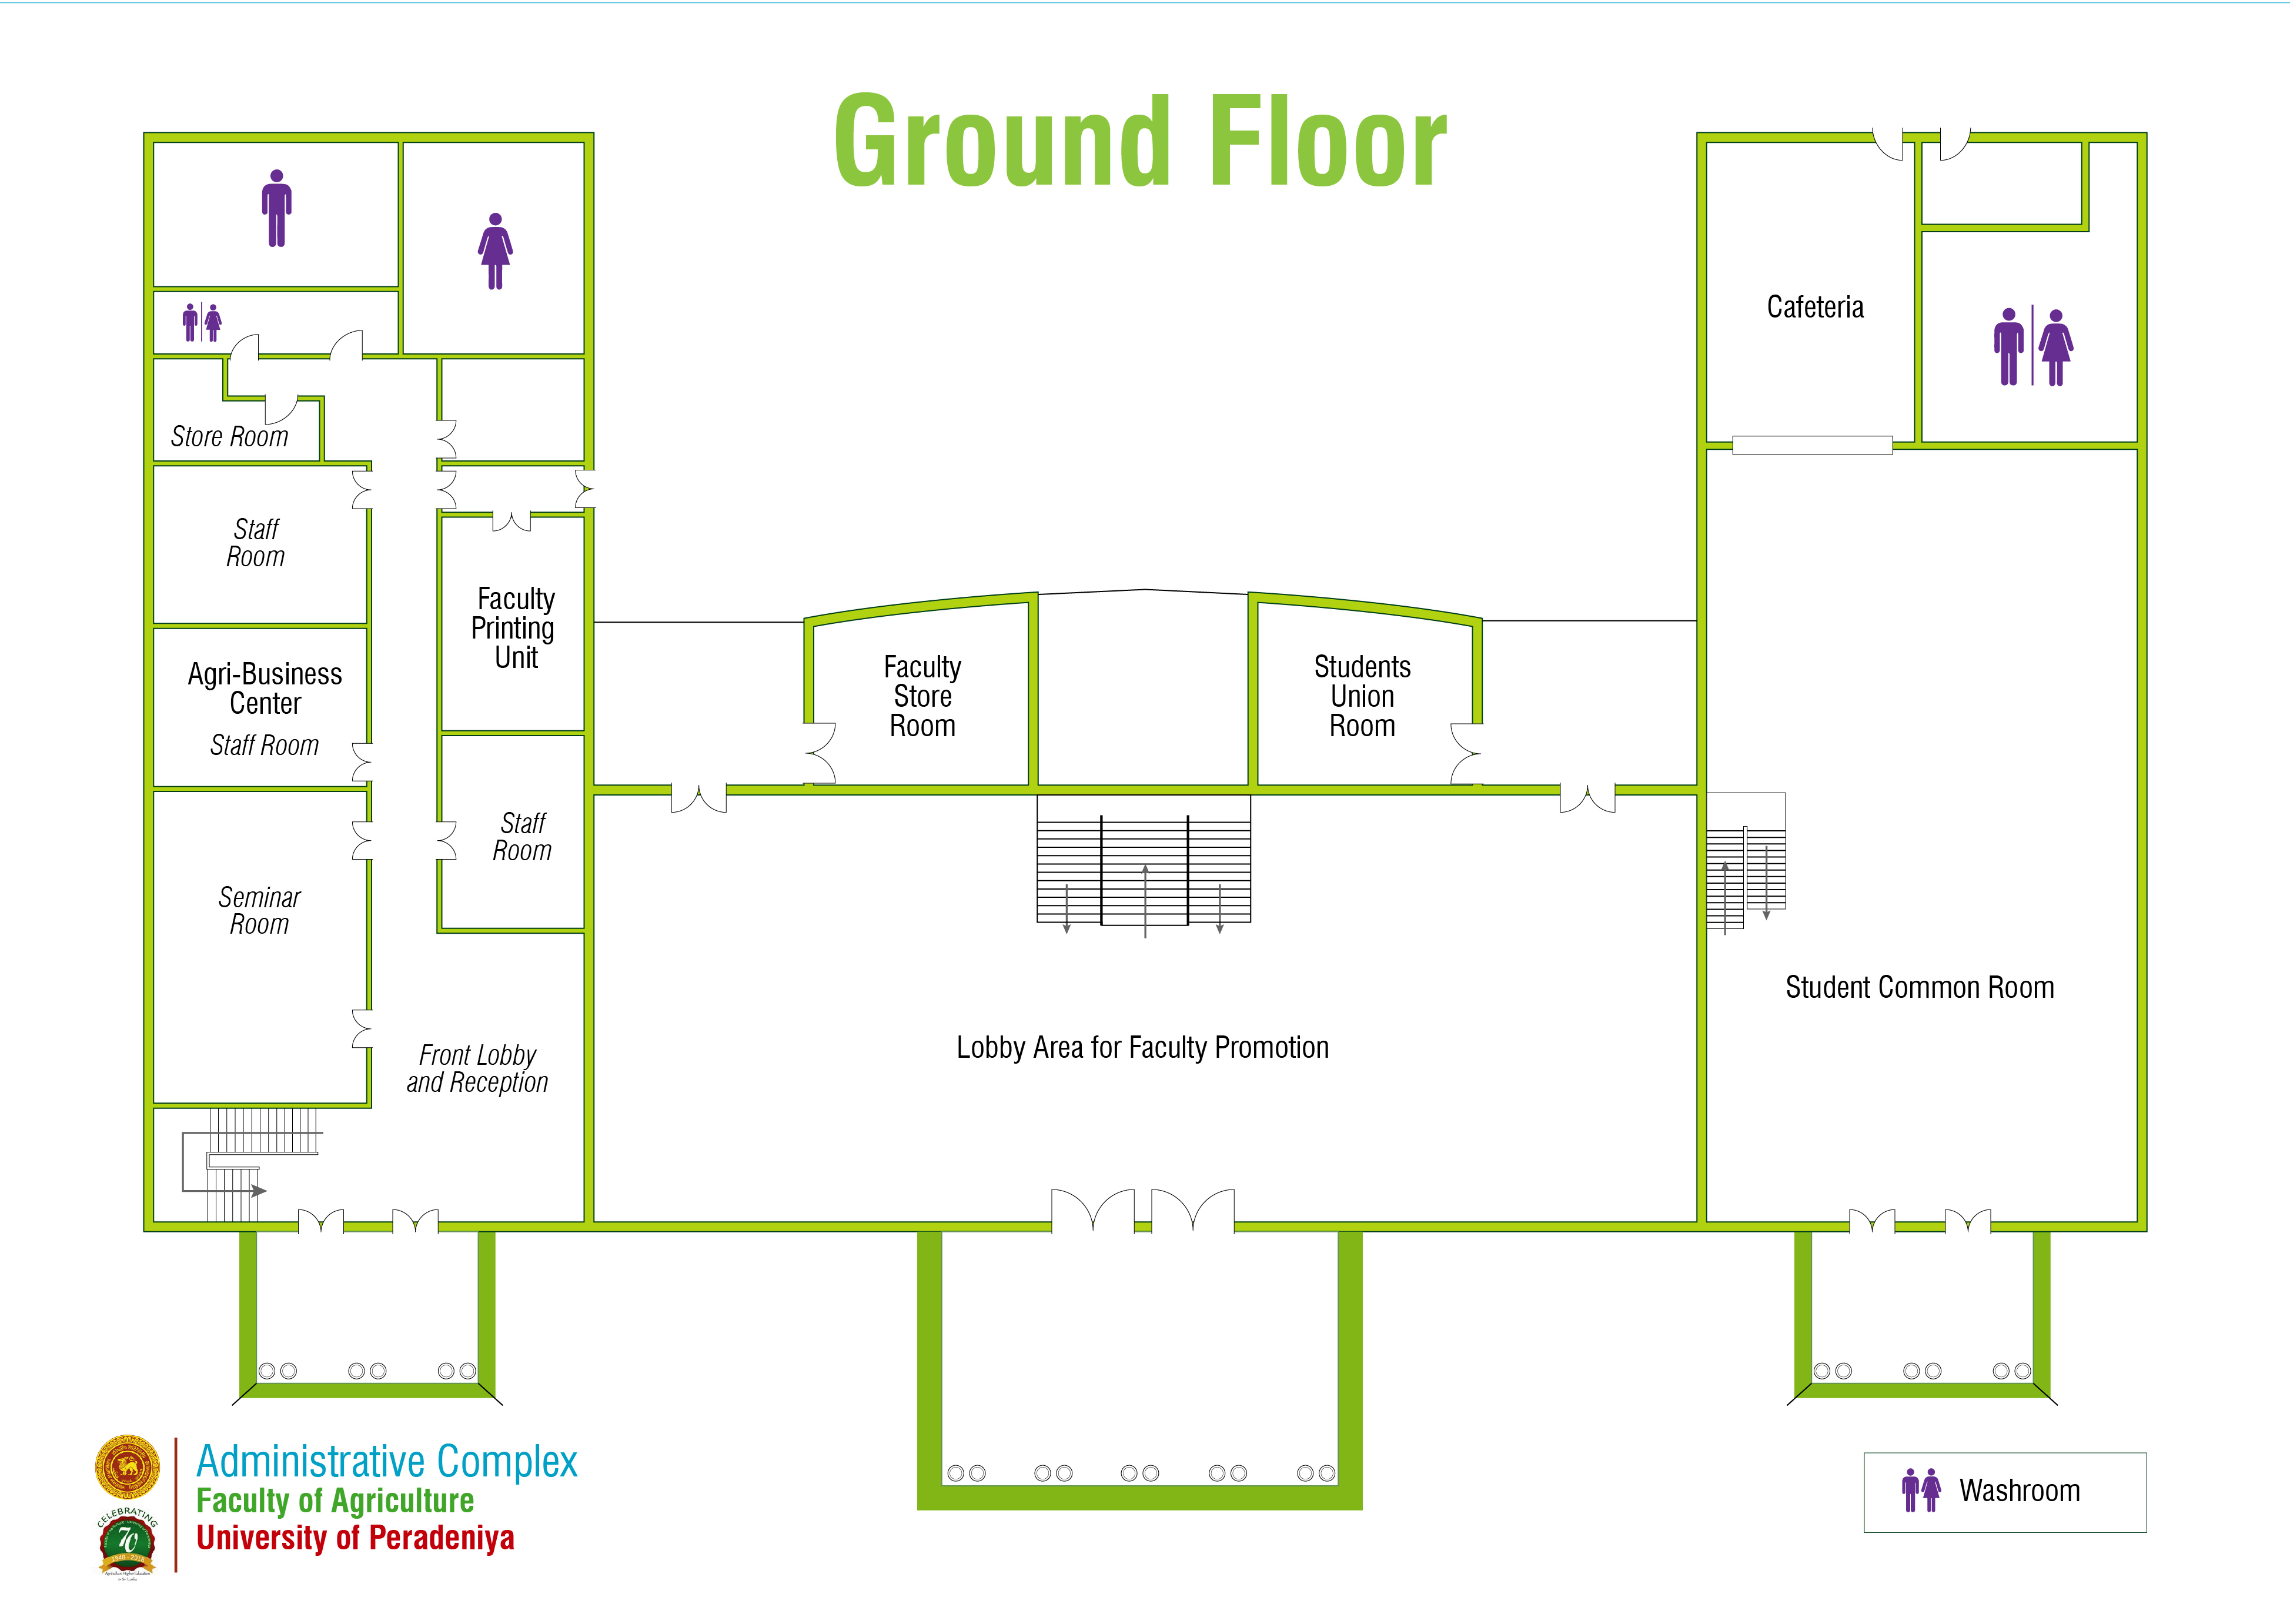 Ground Floor
Cafeteria
Store Room
Staff
Room
Faculty
Printing
Unit
Agri-Business
Center
Staff Room
Faculty
Store
Room
Students
Union
Room
Staff
Room
Seminar
Room
Student Common Room
Lobby Area for Faculty Promotion
Front Lobby
and Reception
Administrative Complex
Faculty of Agriculture
University of Peradeniya
CELEBRATING
70
Washroom